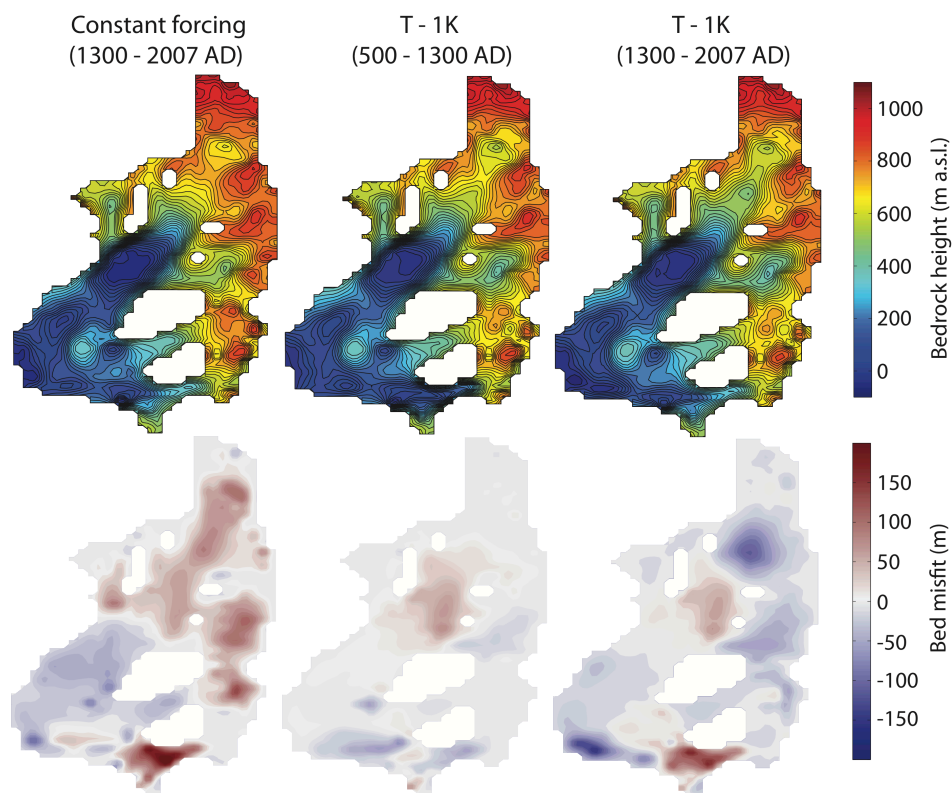 Constant forcing
(1300 - 2007 AD)
T - 1K
(500 - 1300 AD)
T - 1K
(1300 - 2007 AD)
1000
800
600
400
200
0
Bedrock height (m a.s.l.)
150
100
50
0
-50
-100
-150
Bed misfit (m)